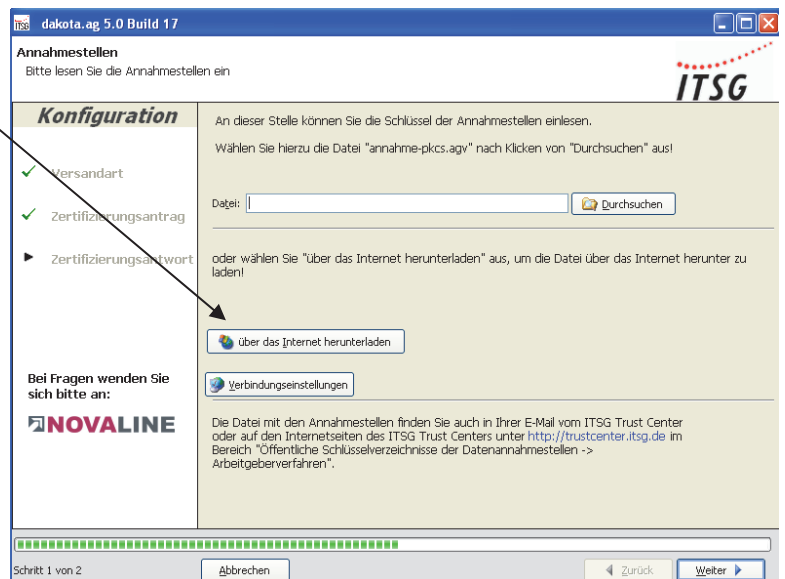 ITSG dakota.ag 5.0 Build 17
Annahmestellen
Bitte lesen Sie die Annahmestellen ein
ITSG
Konfiguration
Versandart
Zertifizierungsantrag
Zertifizierungsantwort
Bei Fragen wenden Sie
sich bitte an:
NOVALINE
An dieser Stelle können Sie die Schlüssel der Annahmestellen einlesen.
Wählen Sie hierzu die Datei "annahme-pkcs.agv" nach Klicken von "Durchsuchen" aus!
Datei:
Durchsuchen
oder wählen Sie "über das Internet herunterladen" aus, um die Datei über das Internet herunter zu
laden!
über das Internet herunterladen
Verbindungseinstellungen
Die Datei mit den Annahmestellen finden Sie auch in Ihrer E-Mail vom ITSG Trust Center
oder auf den Internetseiten des ITSG Trust Centers unter http://trustcenter.itsg.de im
Bereich "Öffentliche Schlüsselverzeichnisse der Datenannahmestellen ->
Arbeitgeberverfahren".
Schritt 1 von 2
Abbrechen
Zurück
Weiter